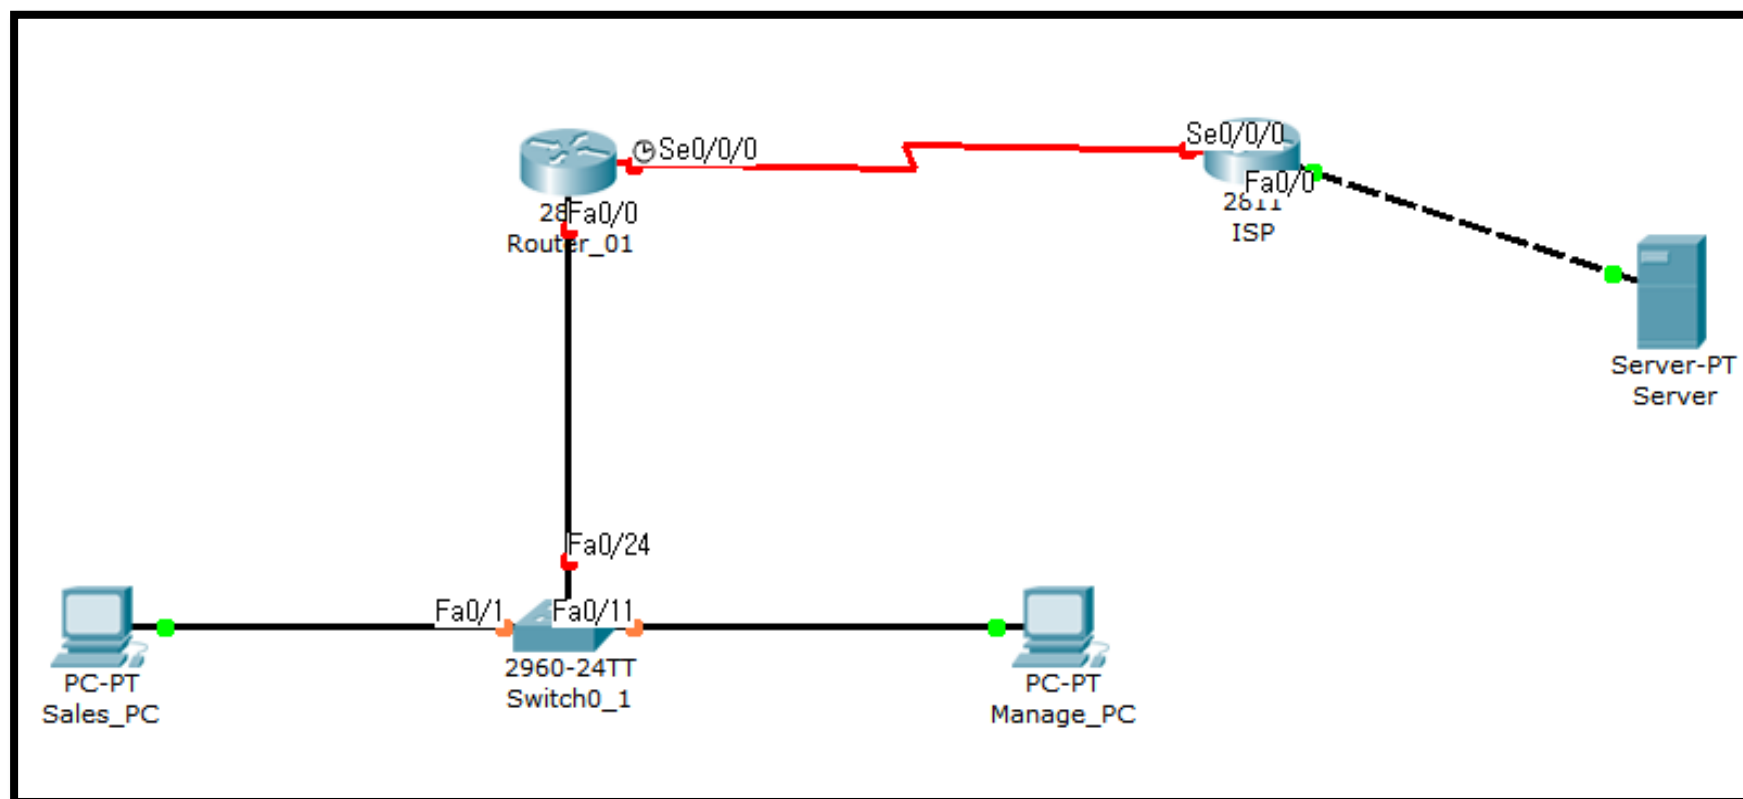 Se0/0/0
Se0/0/0
Fa0/0
Fa0/0
2811
ISP
Router_01
Server-PT
Server
Fa0/24
Fa0/1
Fa0/11
2960-24TT
Switch0_1
PC-PT
Sales_PC
PC-PT
Manage_PC